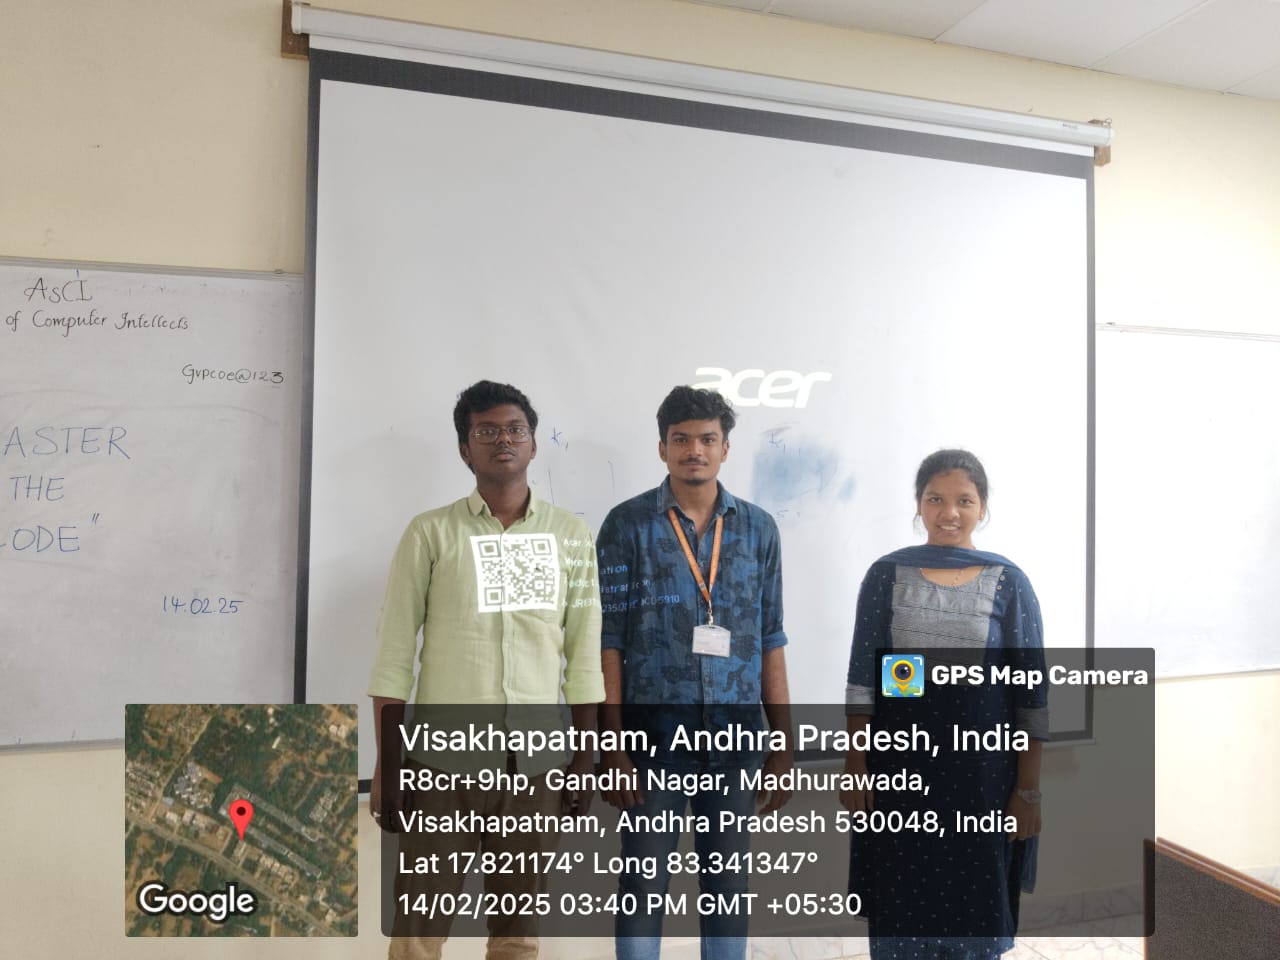 AsCI
of Computer Intellects
Gvpcoe@123
ASTER
THE
CODE"
14.02.25
acer
K,
K,
Acer
GPS Map Camera
Visakhapatnam, Andhra Pradesh, India
R8cr+9hp, Gandhi Nagar, Madhurawada,
Visakhapatnam, Andhra Pradesh 530048, India
Lat 17.821174° Long 83.341347°
14/02/2025 03:40 PM GMT +05:30
Google